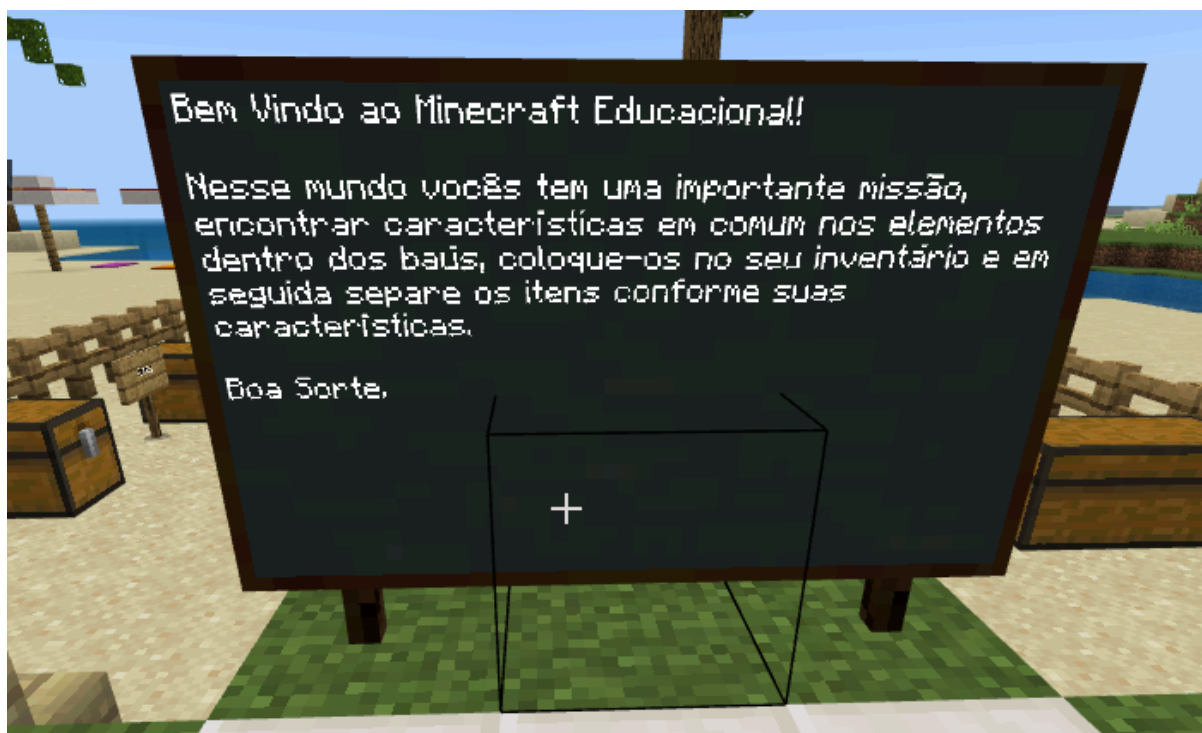 Bem Vindo ao Minecraft Educacional!
Nesse mundo vocês tem uma importante missão,
encontrar características em comum nos elementos
dentro dos baús, coloque-os no seu inventário e em
seguida separe os itens conforme suas
características.
Boa Sorte.